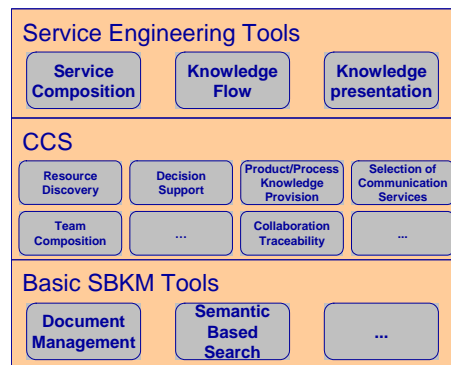 Service Engineering Tools
Service
Composition
Knowledge
Flow
Knowledge
presentation
CCS
Resource
Discovery
Decision
Support
Product/Process
Knowledge
Provision
Selection of
Communication
Services
Team
Composition
...
Collaboration
Traceability
...
Basic SBKM Tools
Document
Management
Semantic
Based
Search
...